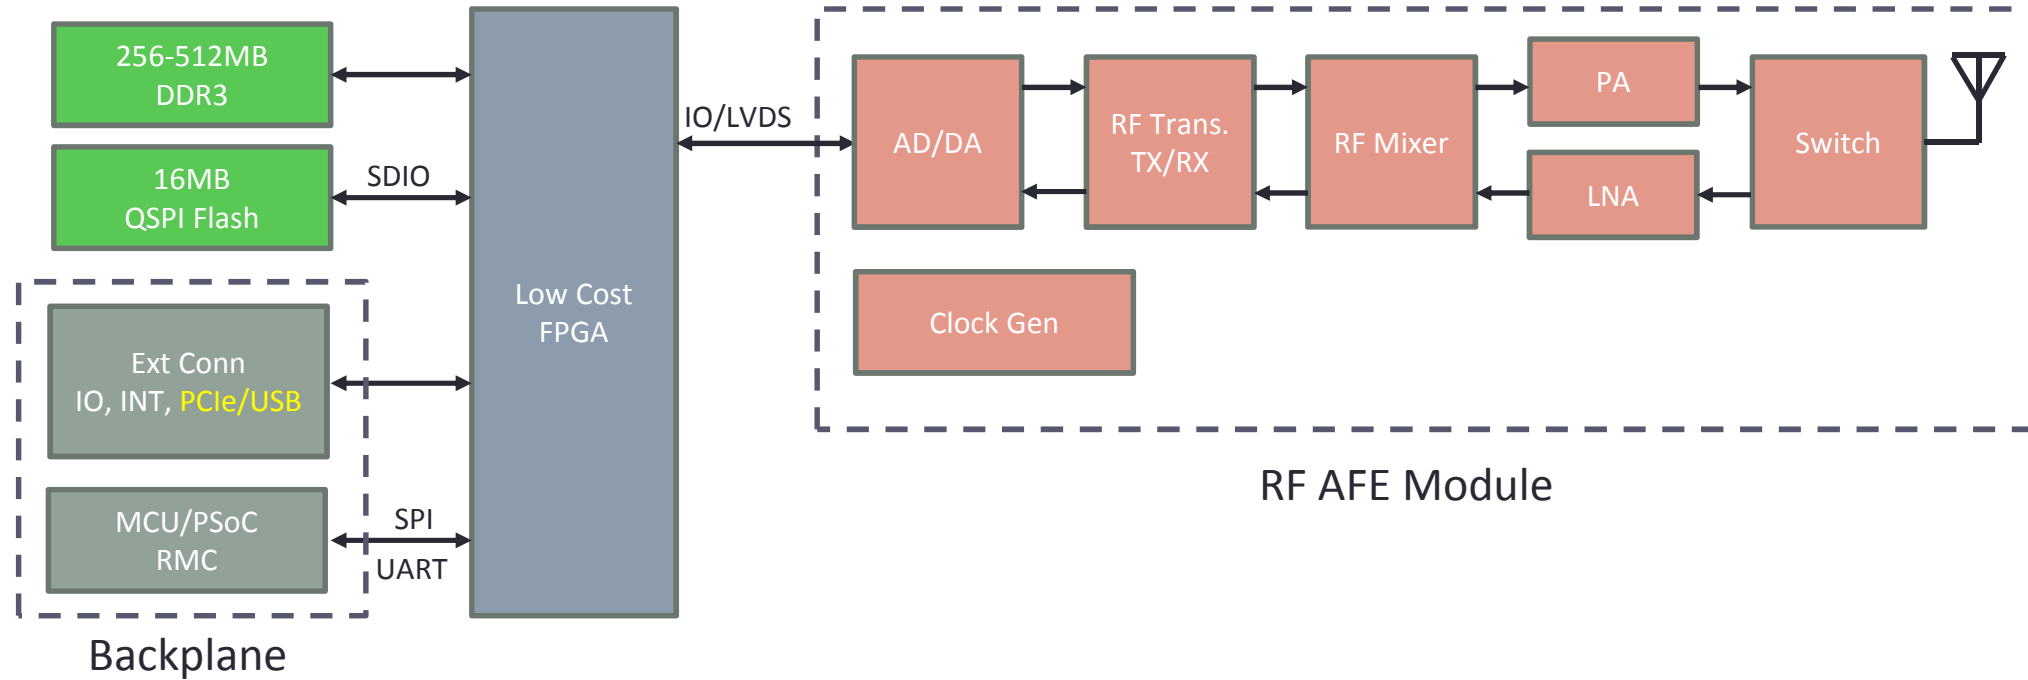 256-512MB
DDR3
16MB
QSPI Flash
SDIO
Ext Conn
IO, INT, PCIe/USB
MCU/PSoC
RMC
SPI
UART
Backplane
Low Cost
FPGA
IO/LVDS
AD/DA
RF Trans.
TX/RX
RF Mixer
PA
LNA
Switch
Clock Gen
RF AFE Module